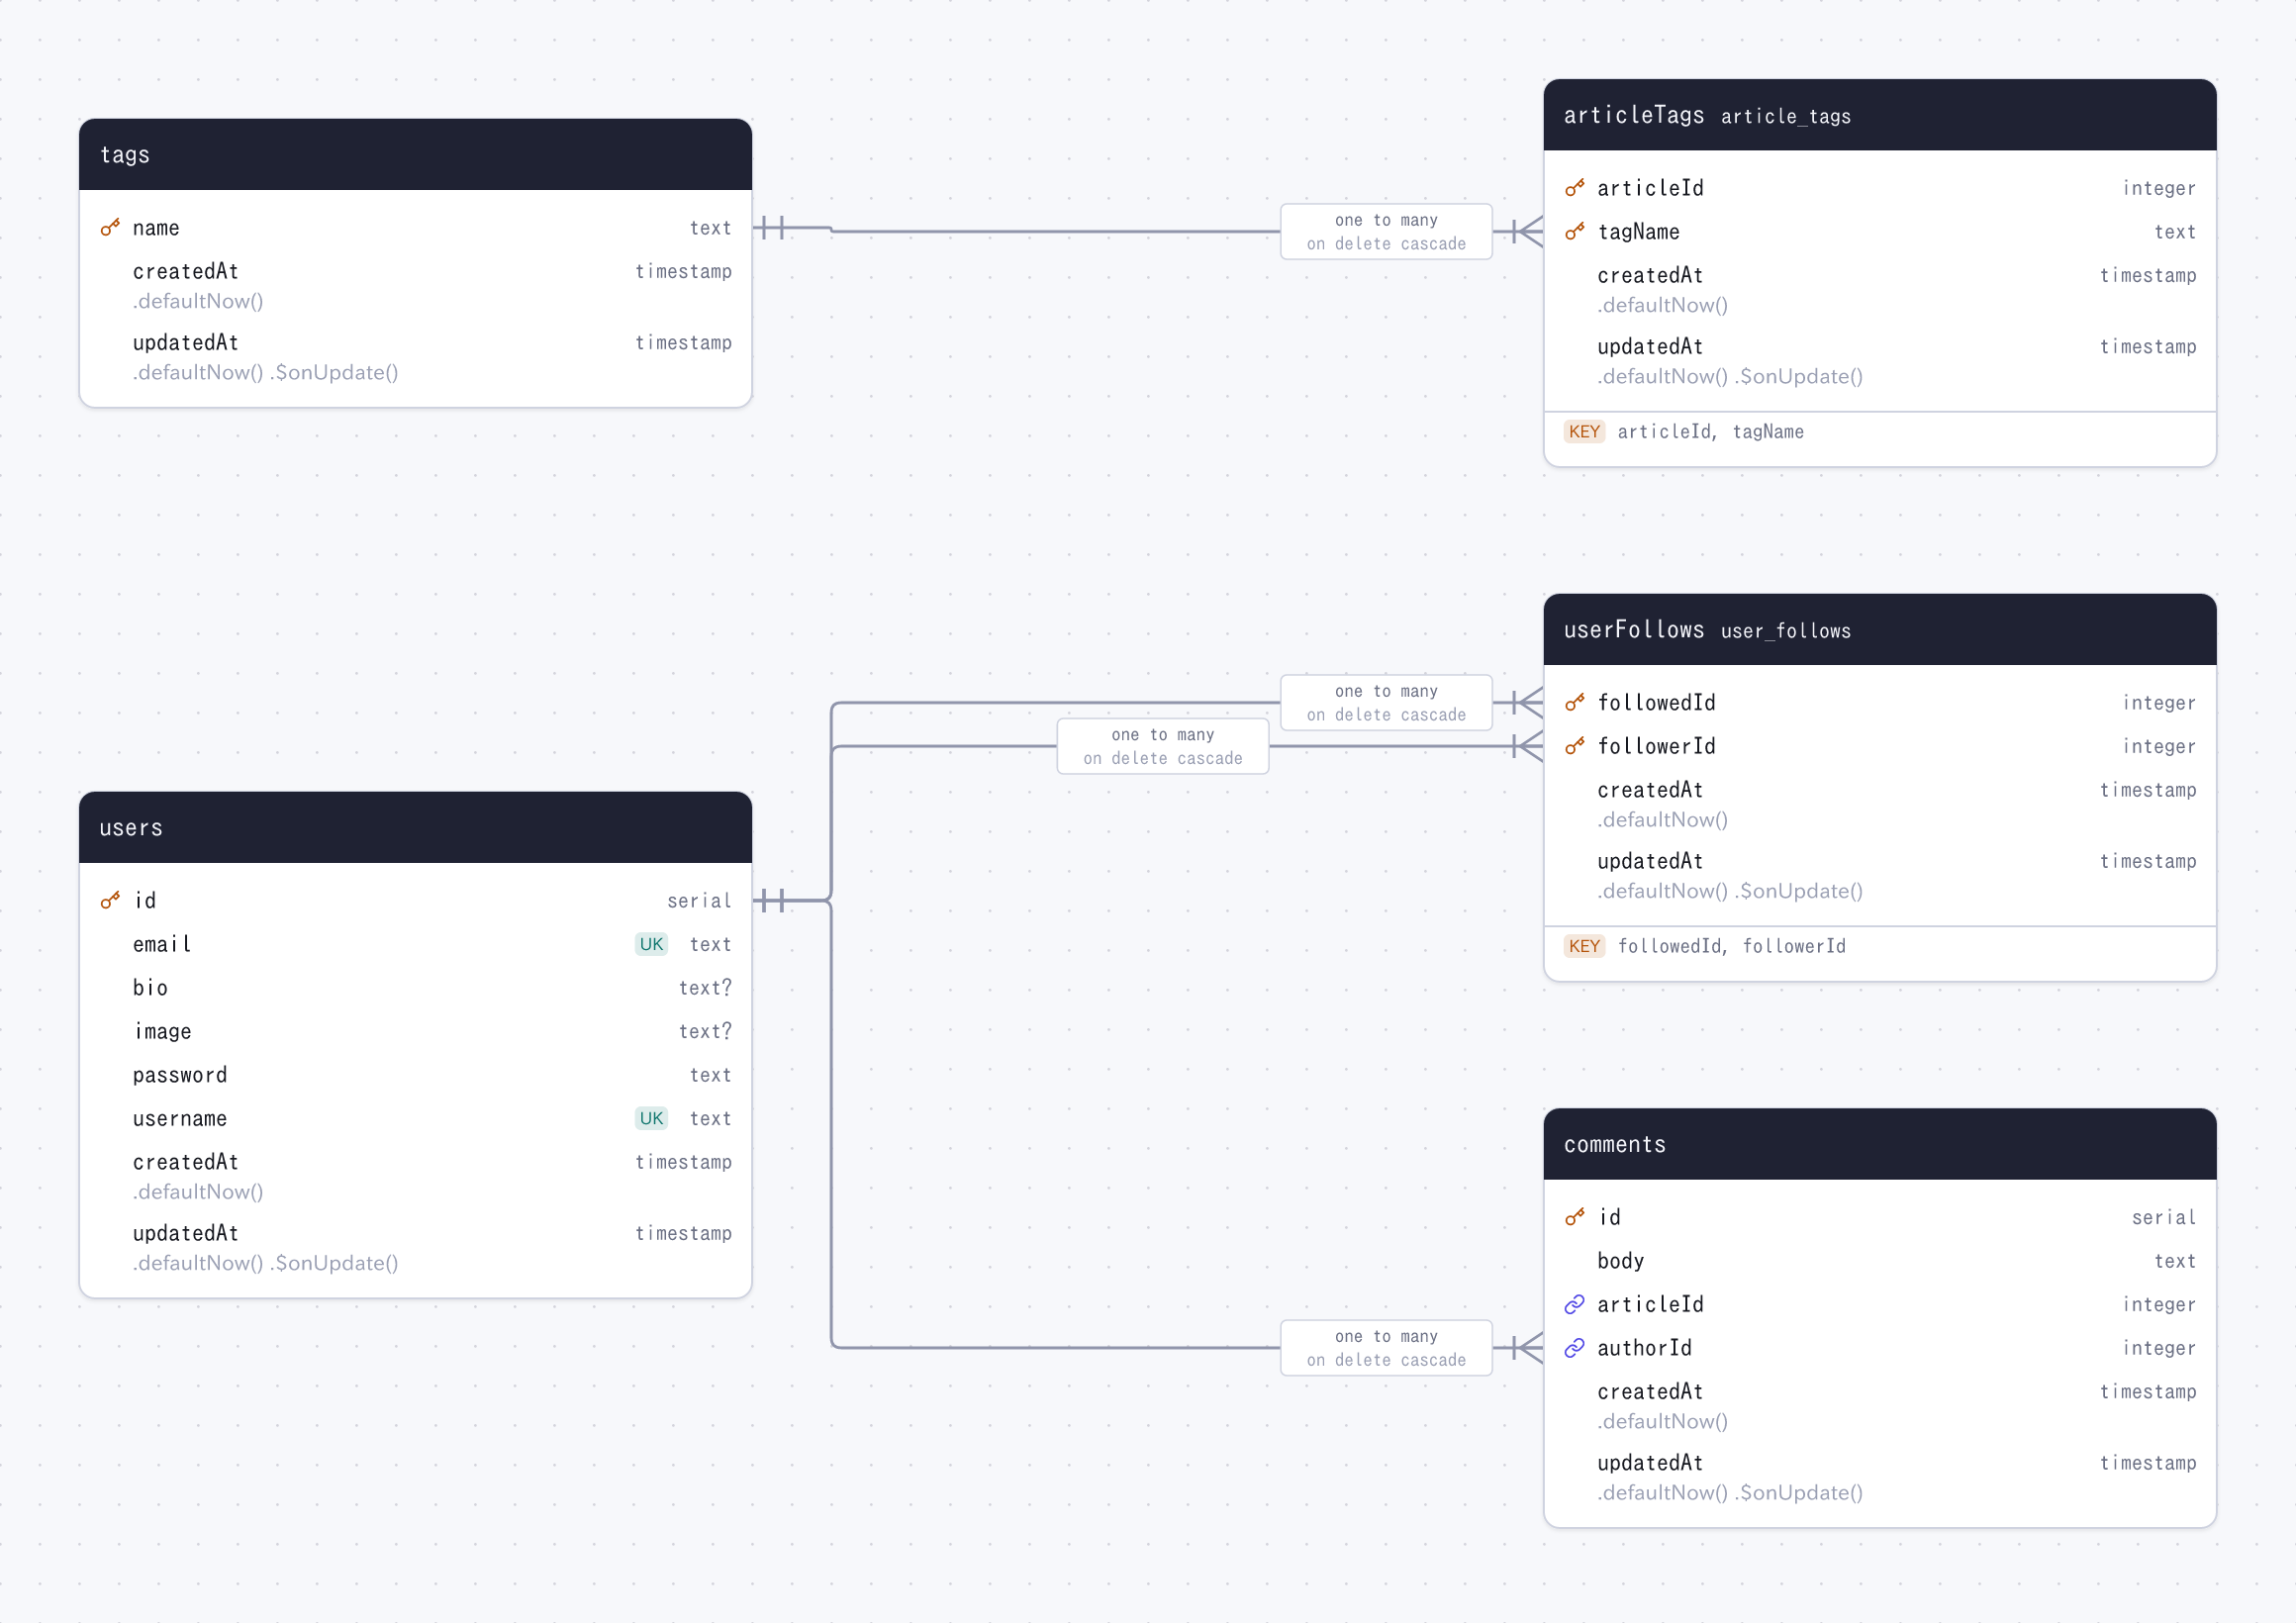 tags
name text
createdAt timestamp
.defaultNow()
updatedAt timestamp
.defaultNow() .$onUpdate()
articleTags article_tags
articleId integer
tagName text
createdAt timestamp
.defaultNow()
updatedAt timestamp
.defaultNow() .$onUpdate()
KEY articleId, tagName
one to many
on delete cascade
userFollows user_follows
followedId integer
followerId integer
createdAt timestamp
.defaultNow()
updatedAt timestamp
.defaultNow() .$onUpdate()
KEY followedId, followerId
one to many
on delete cascade
one to many
on delete cascade
users
id serial
email UK text
bio text?
image text?
password text
username UK text
createdAt timestamp
.defaultNow()
updatedAt timestamp
.defaultNow() .$onUpdate()
comments
id serial
body text
articleId integer
authorId integer
createdAt timestamp
.defaultNow()
updatedAt timestamp
.defaultNow() .$onUpdate()
one to many
on delete cascade